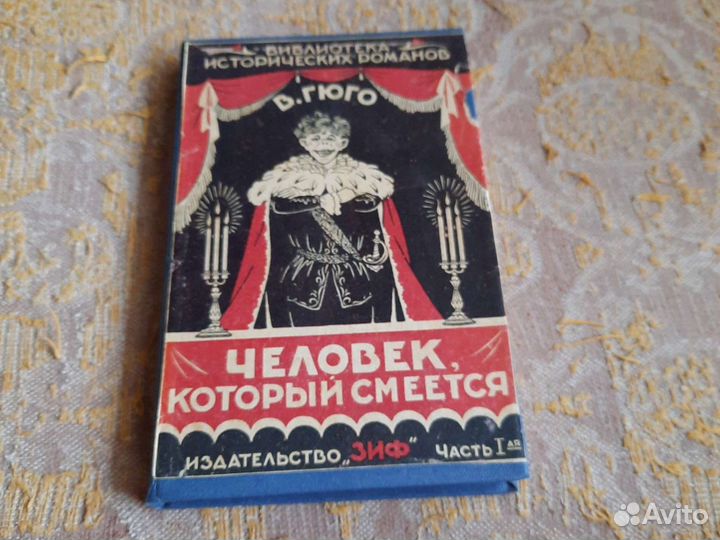 БИБЛИОТЕКА
ИСТОРИЧЕСКИХ РОМАНОВ
В. ГЮГО
ЧЕЛОВЕК,
КОТОРЫЙ СМЕЕТСЯ
ИЗДАТЕЛЬСТВО „ЗИФ“ ЧАСТЬ I АЯ
Avito